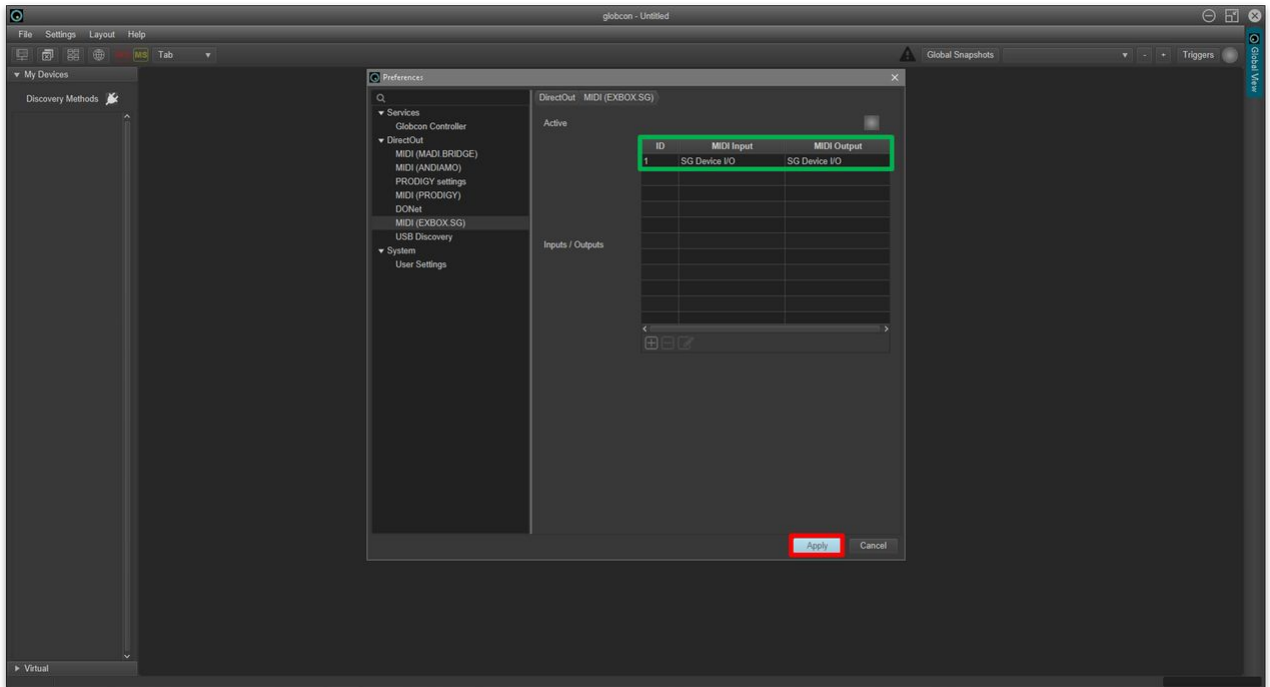 globcon - Untitled
File Settings Layout Help
MS Tab
Global Snapshots
- + Triggers
Global View
My Devices
Discovery Methods
Virtual
Preferences
Services
Globcon Controller
DirectOut
MIDI (MADI.BRIDGE)
MIDI (ANDIAMO)
PRODIGY settings
MIDI (PRODIGY)
DONet
MIDI (EXBOX.SG)
USB Discovery
System
User Settings
DirectOut MIDI (EXBOX.SG)
Active
ID MIDI Input MIDI Output
1 SG Device I/O SG Device I/O
Inputs / Outputs
Apply Cancel